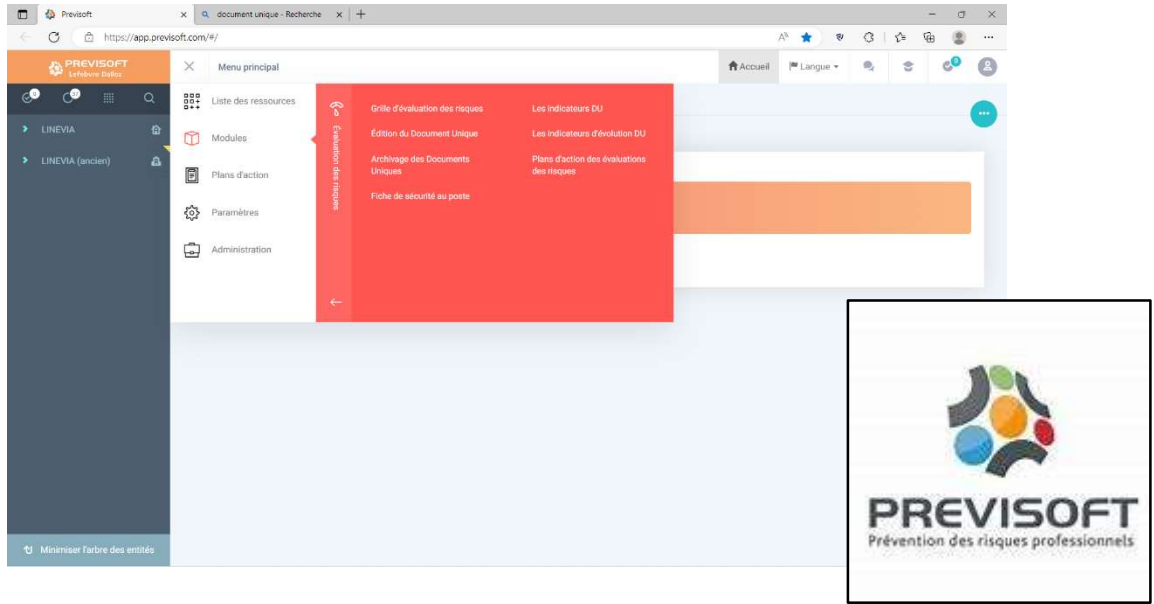 Previsoft
document unique - Recherche
https://app.previsoft.com/#/
PREVISOFT
Lefebvre Dalloz
Menu principal
Accueil
Langue
0
37
LINEVIA
LINEVIA (ancien)
Liste des ressources
Modules
Plans d'action
Paramètres
Administration
Évaluation des risques
Grille d'évaluation des risques
Édition du Document Unique
Archivage des Documents
Uniques
Fiche de sécurité au poste
Les indicateurs DU
Les indicateurs d'évolution DU
Plans d'action des évaluations
des risques
Minimiser l'arbre des entités
PREVISOFT
Prévention des risques professionnels